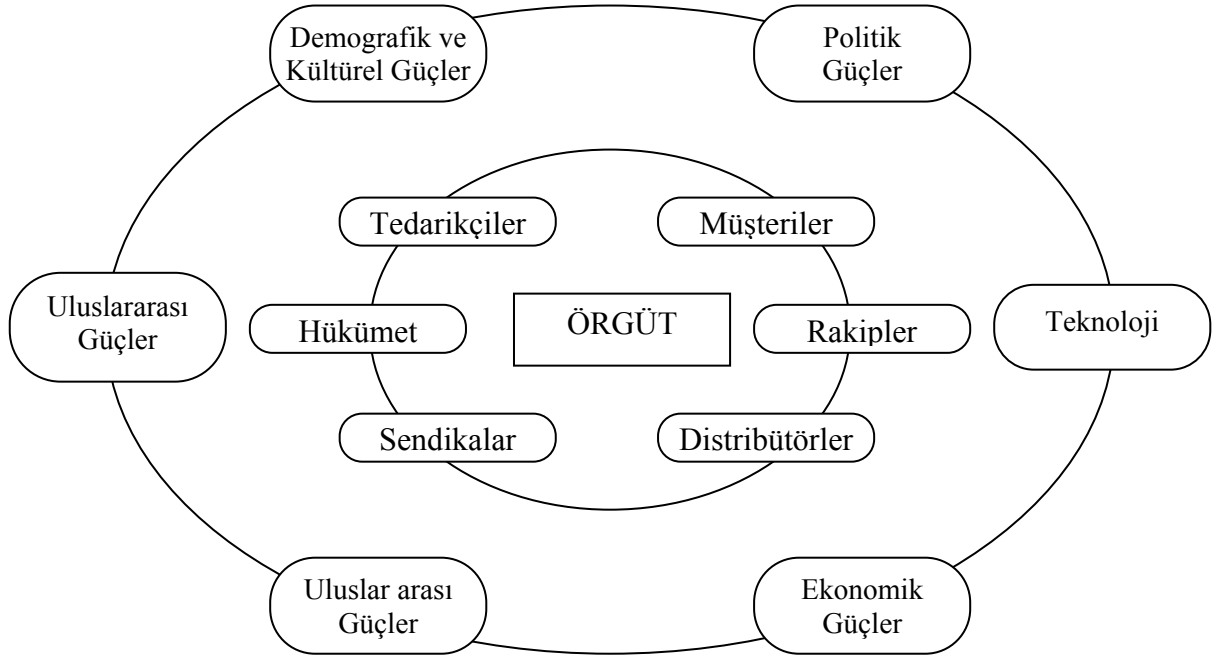 Demografik ve
Kültürel Güçler
Politik
Güçler
Tedarikçiler
Müşteriler
Uluslararası
Güçler
Hükümet
ÖRGÜT
Rakipler
Teknoloji
Sendikalar
Distribütörler
Uluslar arası
Güçler
Ekonomik
Güçler